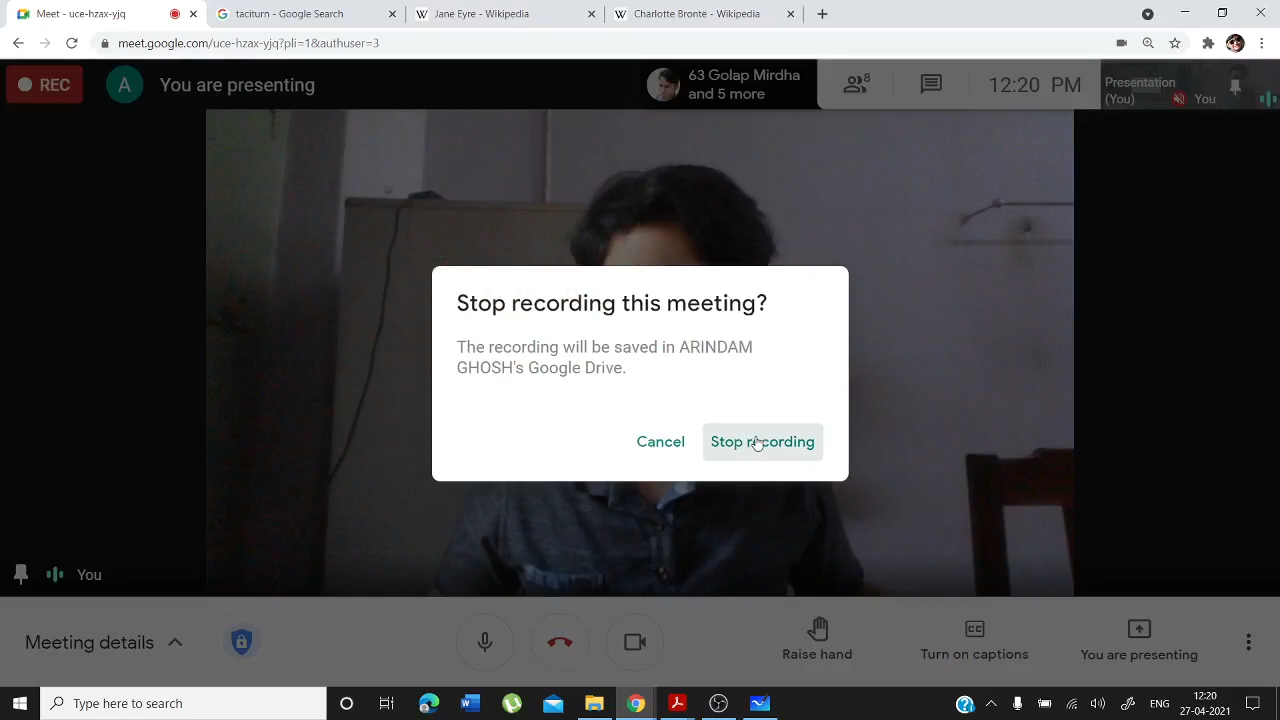 Meet - uce-hzax-yjq
taciturn - Google Search
Jane Eyre - Wikipedia
Charlotte Brontë - Wikipedia
meet.google.com/uce-hzax-yjq?pli=1&authuser=3
REC
A
You are presenting
63 Golap Mirdha
and 5 more
8
12:20 PM
Presentation
(You)
You
Stop recording this meeting?
The recording will be saved in ARINDAM
GHOSH's Google Drive.
Cancel
Stop recording
You
Meeting details
Raise hand
Turn on captions
You are presenting
Type here to search
ENG
12:20
27-04-2021